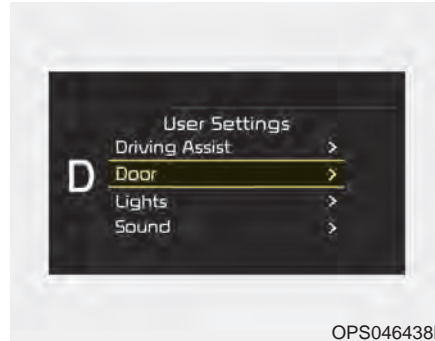 User Settings
Driving Assist >
D
Door >
Lights >
Sound >
OPS046438